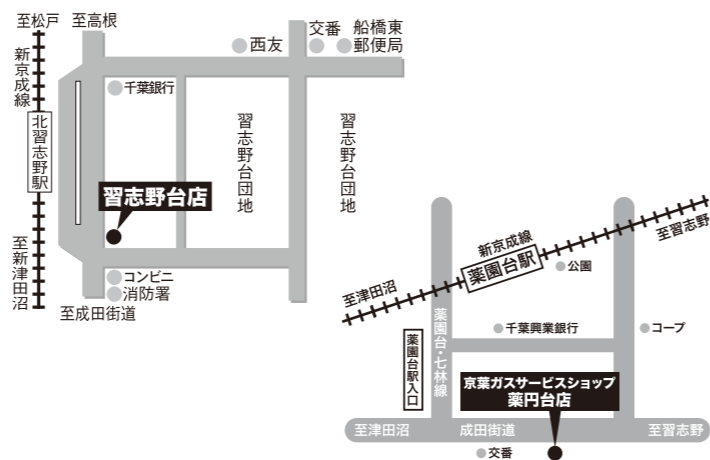 至松戸
至高根
新京成線
北習志野駅
至新津田沼
千葉銀行
西友
交番
船橋東
郵便局
習志野台団地
習志野台団地
習志野台店
コンビニ
消防署
至成田街道
新京成線
薬園台駅
至習志野
至津田沼
公園
薬園台・七林線
薬園台駅入口
千葉興業銀行
コープ
京葉ガスサービスショップ
薬円台店
至津田沼
成田街道
至習志野
交番